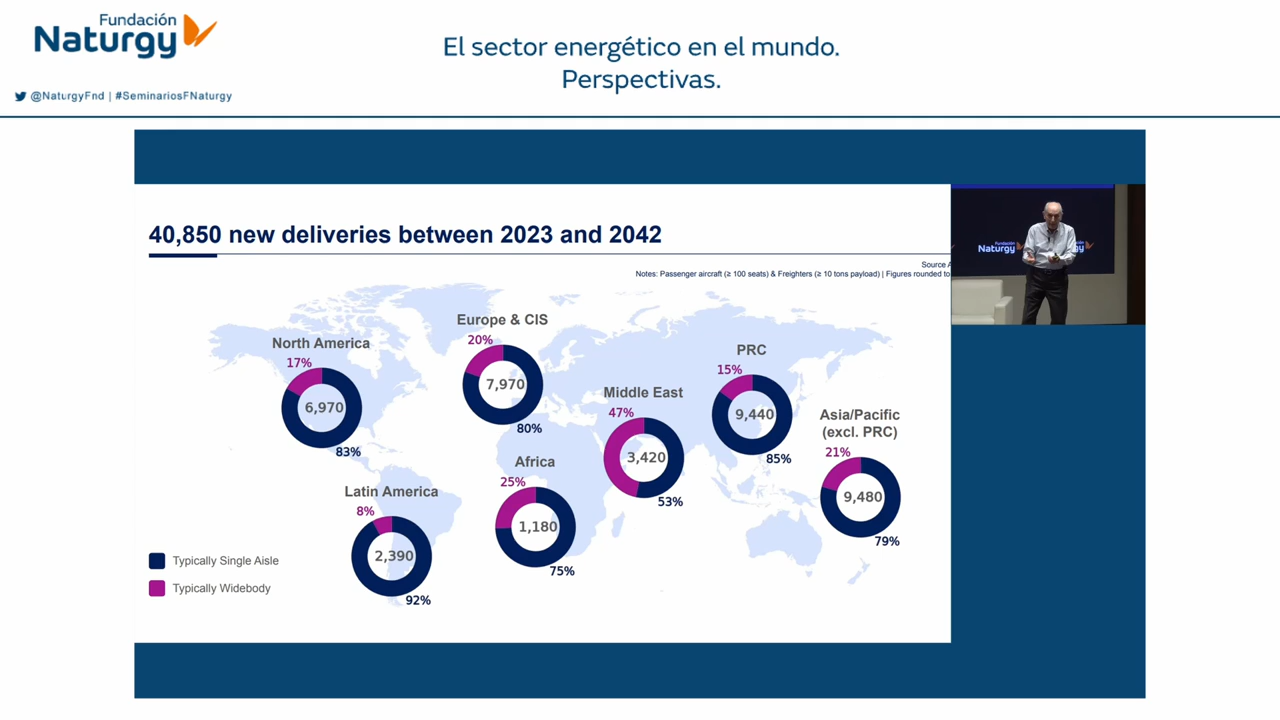 Fundación
Naturgy
@NaturgyFnd | #SeminariosFNaturgy
El sector energético en el mundo.
Perspectivas.
40,850 new deliveries between 2023 and 2042
Source A
Notes: Passenger aircraft (≥ 100 seats) & Freighters (≥ 10 tons payload) | Figures rounded to
North America
17%
6,970
83%
Europe & CIS
20%
7,970
80%
Middle East
47%
3,420
53%
PRC
15%
9,440
85%
Asia/Pacific
(excl. PRC)
21%
9,480
79%
Africa
25%
1,180
75%
Latin America
8%
2,390
92%
Typically Single Aisle
Typically Widebody
Fundación
Naturgy